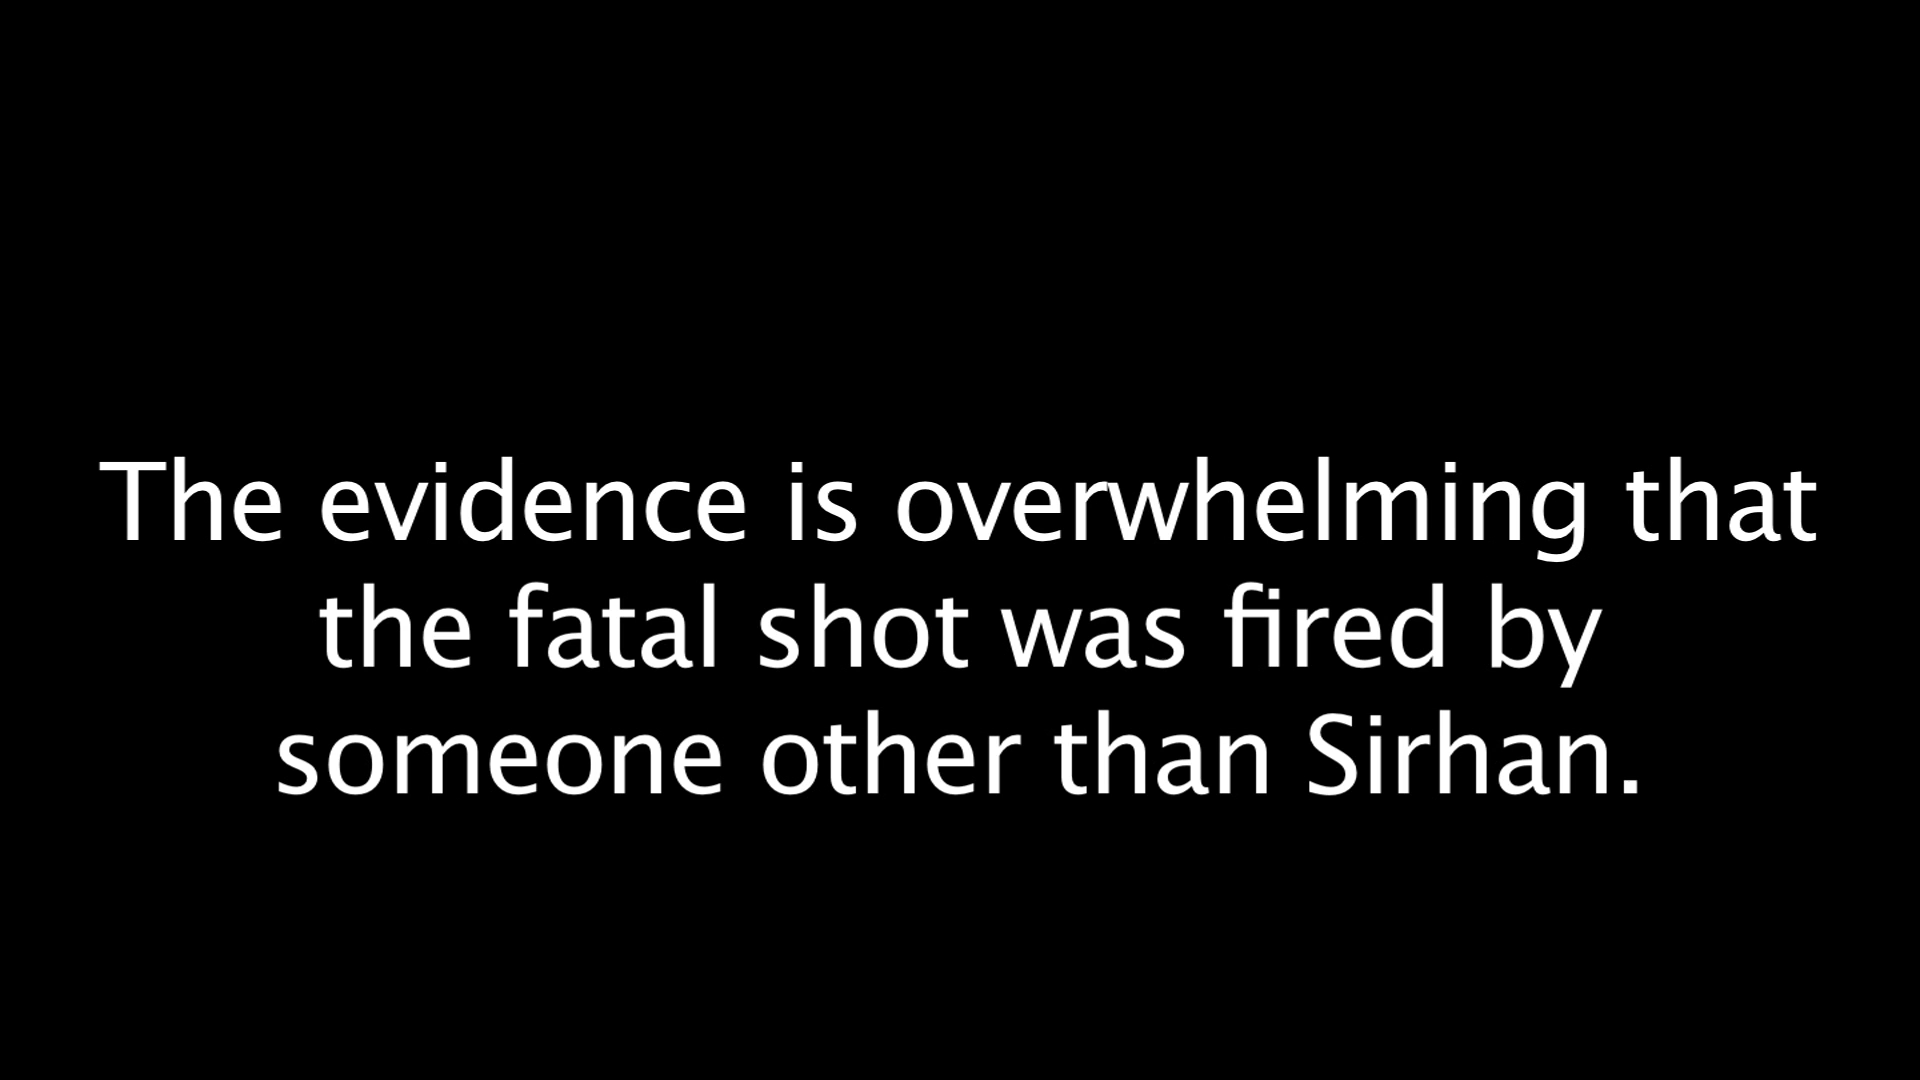 The evidence is overwhelming that
the fatal shot was fired by
someone other than Sirhan.